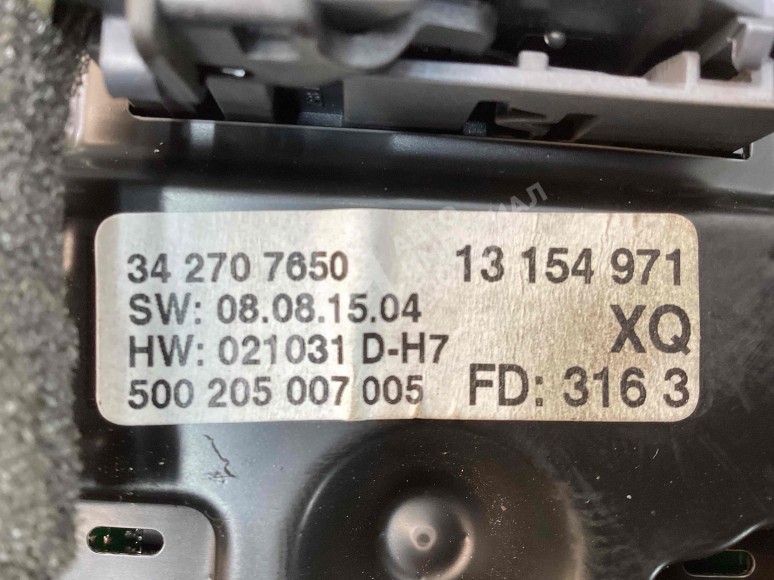 34 270 7650 13 154 971
SW: 08.08.15.04 XQ
HW: 021031 D-H7
500 205 007 005 FD: 316 3